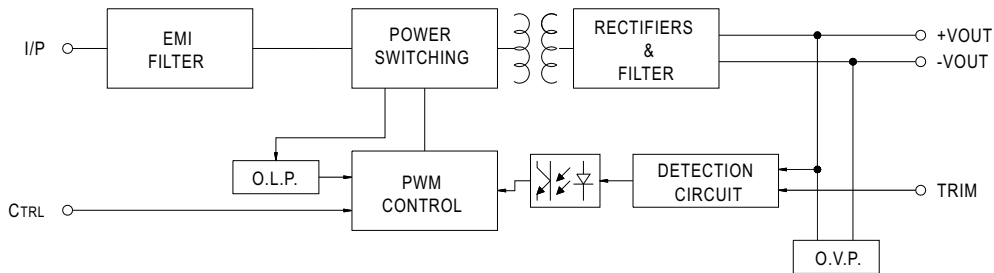 I/P
EMI
FILTER
POWER
SWITCHING
RECTIFIERS
&
FILTER
+VOUT
-VOUT
O.L.P.
PWM
CONTROL
DETECTION
CIRCUIT
TRIM
CTRL
O.V.P.